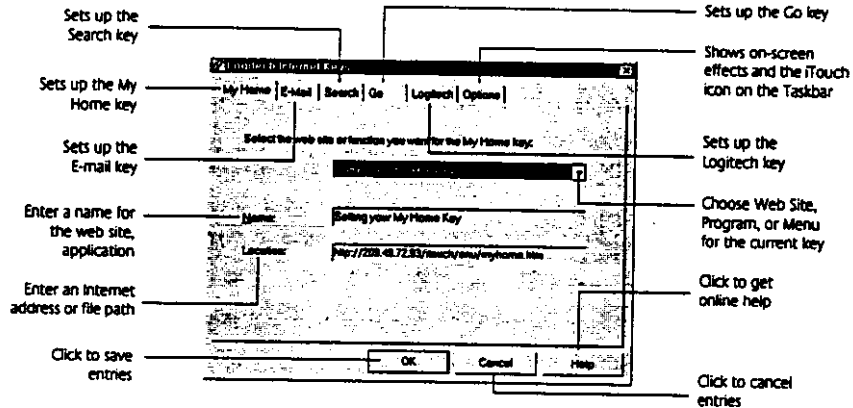 Sets up the
Search key
Sets up the My
Home key
Sets up the
E-mail key
Enter a name for
the web site,
application
Enter an Internet
address or file path
Click to save
entries
Internet Keys
My Home
E-Mail
Search
Go
Logitech
Options
Select the web site or function you want for the My Home key:
Name:
Setting your My Home Key
Location:
OK
Cancel
Help
Sets up the Go key
Shows on-screen
effects and the iTouch
icon on the Taskbar
Sets up the
Logitech key
Choose Web Site,
Program, or Menu
for the current key
Click to get
online help
Click to cancel
entries